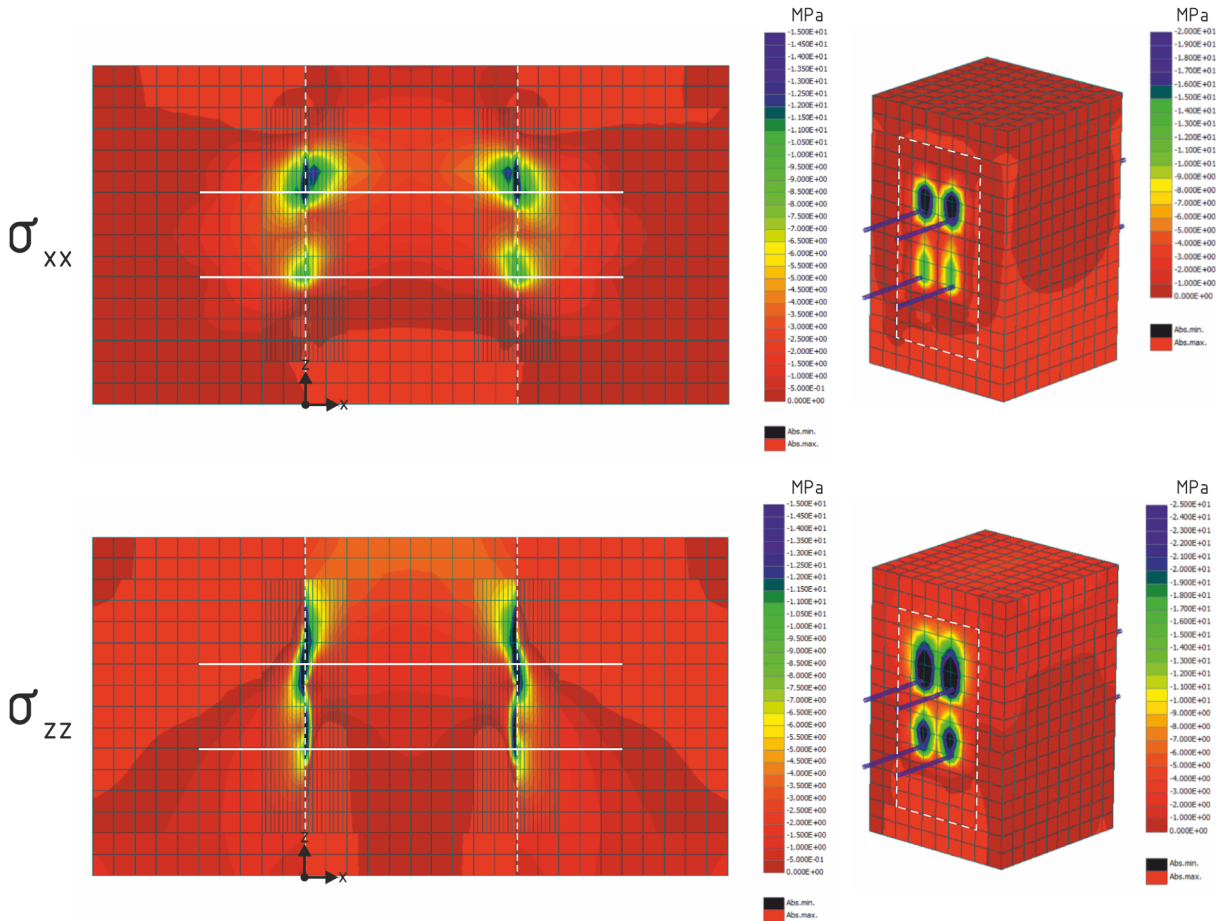 σxx
MPa
-1.500E+01
-1.450E+01
-1.400E+01
-1.350E+01
-1.300E+01
-1.250E+01
-1.200E+01
-1.150E+01
-1.100E+01
-1.050E+01
-1.000E+01
-9.500E+00
-9.000E+00
-8.500E+00
-8.000E+00
-7.500E+00
-7.000E+00
-6.500E+00
-6.000E+00
-5.500E+00
-5.000E+00
-4.500E+00
-4.000E+00
-3.500E+00
-3.000E+00
-2.500E+00
-2.000E+00
-1.500E+00
-1.000E+00
-5.000E-01
0.000E+00
Abs.min.
Abs.max.
z
x
MPa
-2.000E+01
-1.900E+01
-1.800E+01
-1.700E+01
-1.600E+01
-1.500E+01
-1.400E+01
-1.300E+01
-1.200E+01
-1.100E+01
-1.000E+01
-9.000E+00
-8.000E+00
-7.000E+00
-6.000E+00
-5.000E+00
-4.000E+00
-3.000E+00
-2.000E+00
-1.000E+00
0.000E+00
Abs.min.
Abs.max.
σzz
MPa
-1.500E+01
-1.450E+01
-1.400E+01
-1.350E+01
-1.300E+01
-1.250E+01
-1.200E+01
-1.150E+01
-1.100E+01
-1.050E+01
-1.000E+01
-9.500E+00
-9.000E+00
-8.500E+00
-8.000E+00
-7.500E+00
-7.000E+00
-6.500E+00
-6.000E+00
-5.500E+00
-5.000E+00
-4.500E+00
-4.000E+00
-3.500E+00
-3.000E+00
-2.500E+00
-2.000E+00
-1.500E+00
-1.000E+00
-5.000E-01
0.000E+00
Abs.min.
Abs.max.
z
x
MPa
-2.500E+01
-2.400E+01
-2.300E+01
-2.200E+01
-2.100E+01
-2.000E+01
-1.900E+01
-1.800E+01
-1.700E+01
-1.600E+01
-1.500E+01
-1.400E+01
-1.300E+01
-1.200E+01
-1.100E+01
-1.000E+01
-9.000E+00
-8.000E+00
-7.000E+00
-6.000E+00
-5.000E+00
-4.000E+00
-3.000E+00
-2.000E+00
-1.000E+00
0.000E+00
Abs.min.
Abs.max.